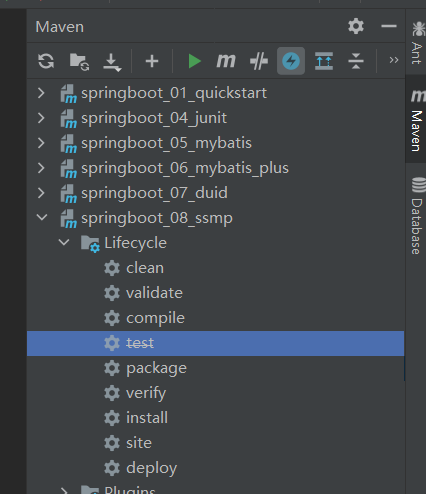 Maven
m
»
springboot_01_quickstart
springboot_04_junit
springboot_05_mybatis
springboot_06_mybatis_plus
springboot_07_duid
springboot_08_ssmp
Lifecycle
clean
validate
compile
test
package
verify
install
site
deploy
Plugins
Ant
m
Maven
Database